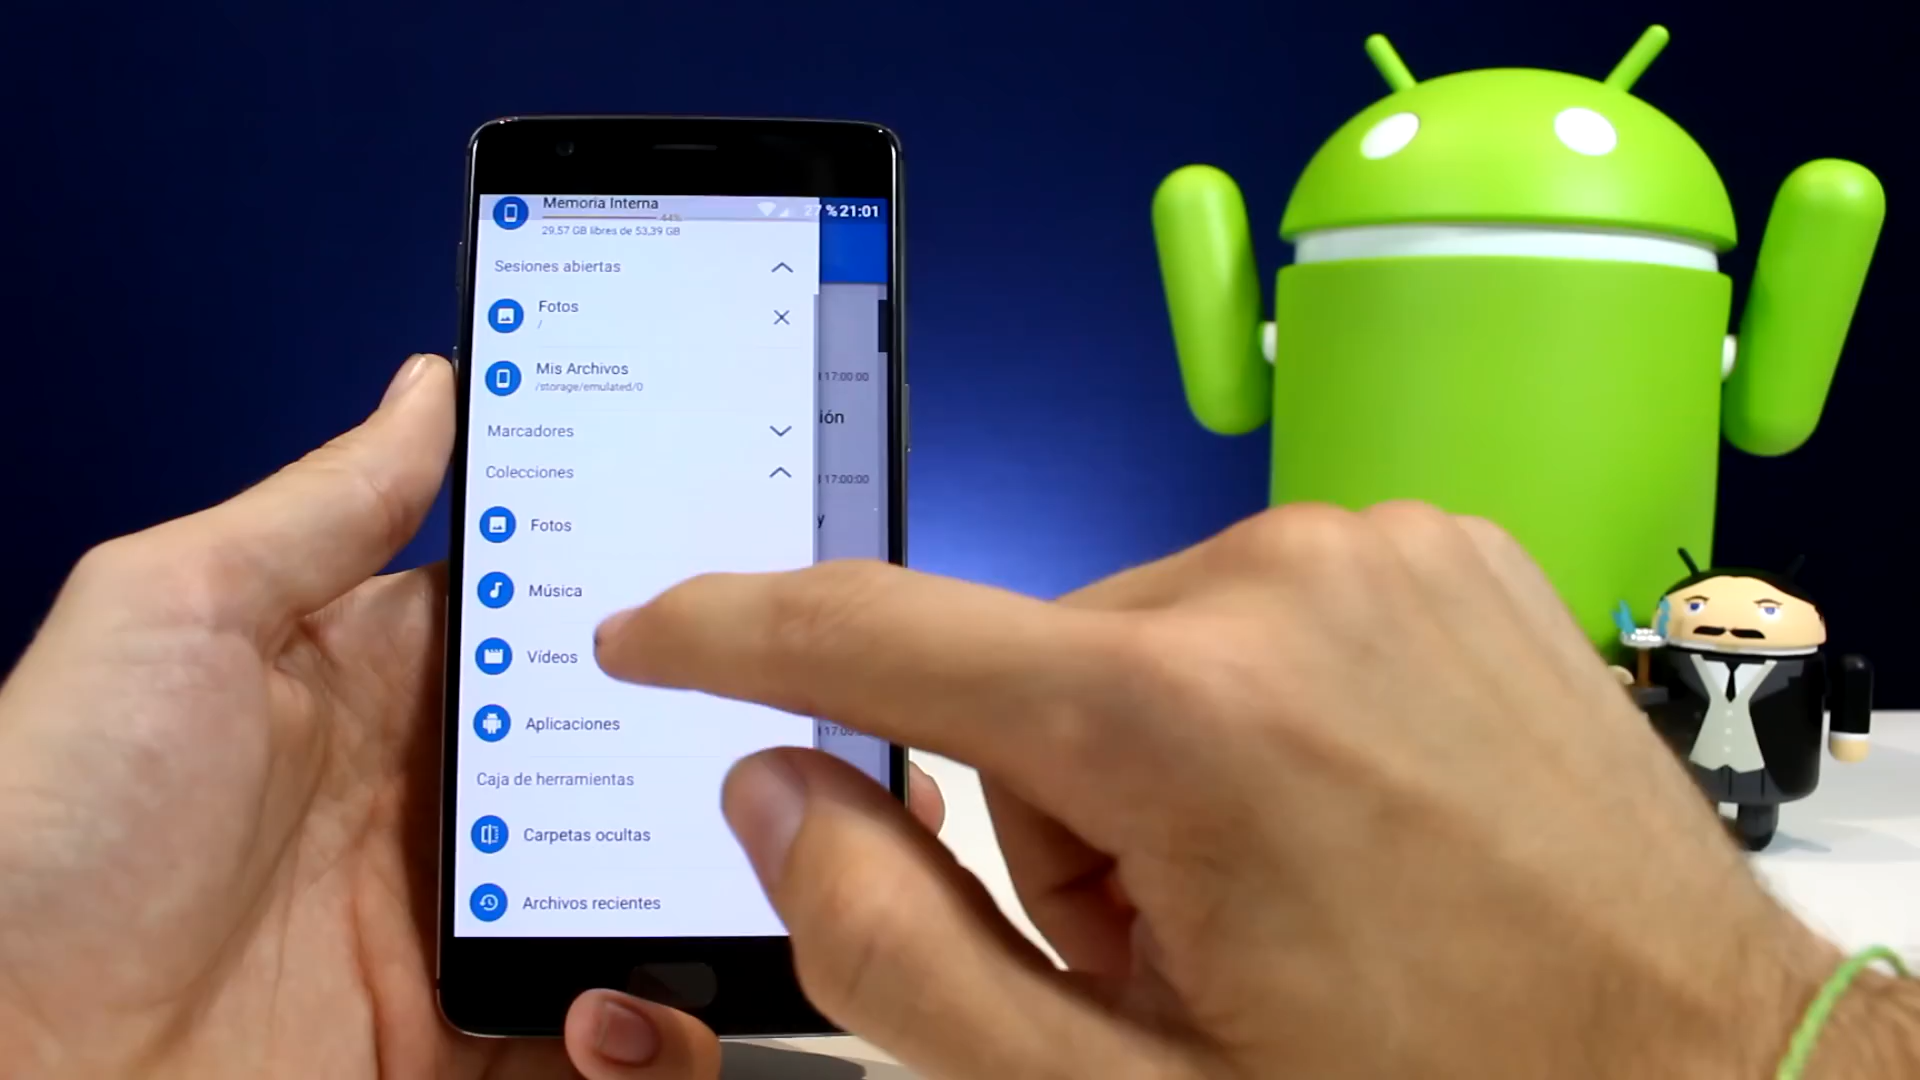 Memoria Interna
27 % 21:01
44%
29,57 GB libres de 53,39 GB
Sesiones abiertas
Fotos
/
Mis Archivos
/storage/emulated/0
17:00:00
Marcadores
ión
Colecciones
17:00:00
Fotos
y
Música
Vídeos
Aplicaciones
Caja de herramientas
Carpetas ocultas
Archivos recientes